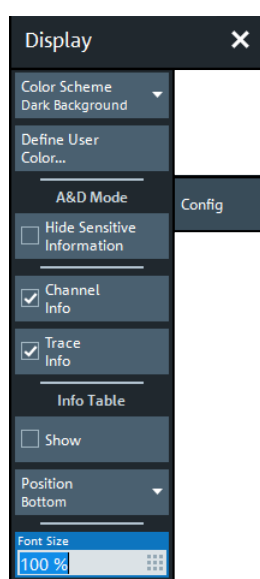 Display
Color Scheme
Dark Background
Define User
Color...
A&D Mode
Hide Sensitive
Information
Channel
Info
Trace
Info
Info Table
Show
Position
Bottom
Font Size
100 %
Config